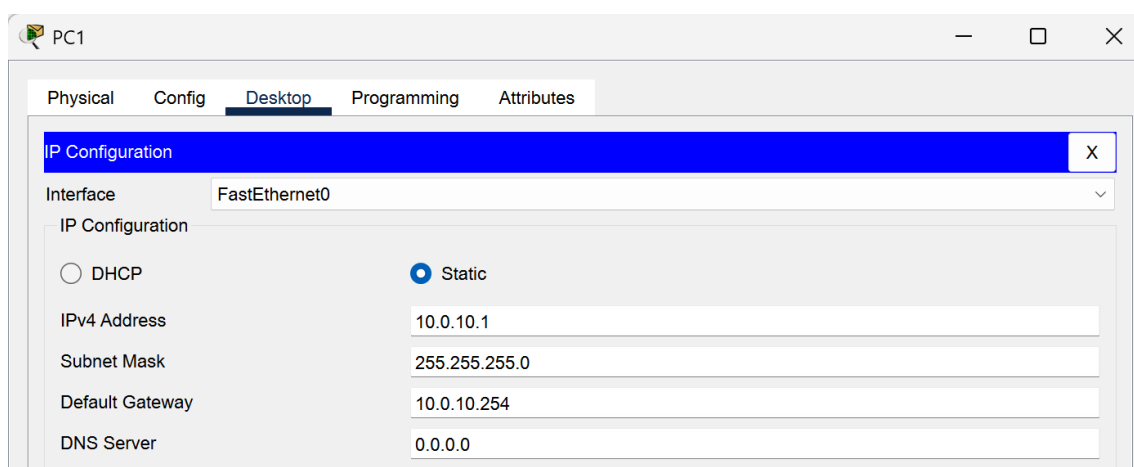 PC1
Physical Config Desktop Programming Attributes
IP Configuration X
Interface FastEthernet0
IP Configuration
DHCP Static
IPv4 Address 10.0.10.1
Subnet Mask 255.255.255.0
Default Gateway 10.0.10.254
DNS Server 0.0.0.0